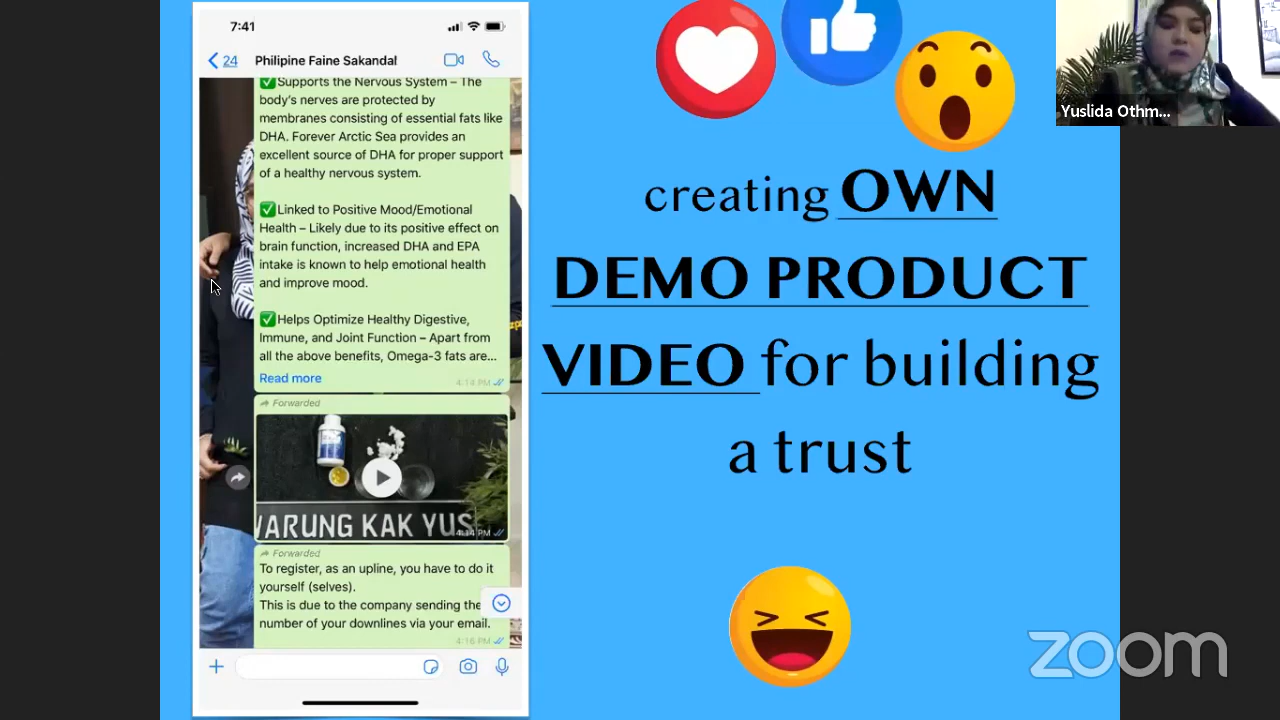 7:41
24
Philipine Faine Sakandal
✅Supports the Nervous System – The
body's nerves are protected by
membranes consisting of essential fats like
DHA. Forever Arctic Sea provides an
excellent source of DHA for proper support
of a healthy nervous system.
✅Linked to Positive Mood/Emotional
Health – Likely due to its positive effect on
brain function, increased DHA and EPA
intake is known to help emotional health
and improve mood.
✅Helps Optimize Healthy Digestive,
Immune, and Joint Function – Apart from
all the above benefits, Omega-3 fats are...
Read more
4:14 PM
Forwarded
WARUNG KAK YUS
4:14 PM
Forwarded
To register, as an upline, you have to do it
yourself (selves).
This is due to the company sending the
number of your downlines via your email.
4:16 PM
creating OWN
DEMO PRODUCT
VIDEO for building
a trust
Yuslida Othm...
zoom